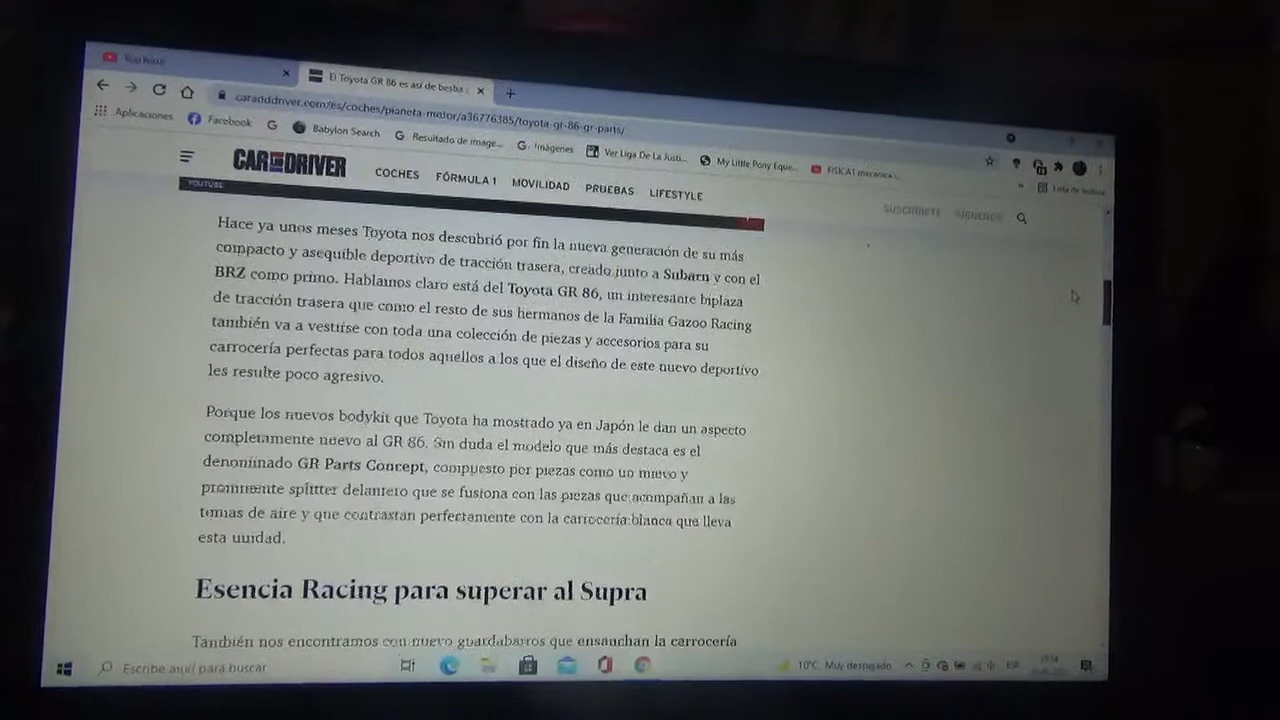 YouTube
El Toyota GR 86 es así de bestia
caranddriver.com/es/coches/planeta-motor/a36776385/toyota-gr-86-gr-parts/
Aplicaciones
Facebook
Babylon Search
Resultado de image...
Imágenes
Ver Liga De La Justi...
My Little Pony Eque...
FISICA1 mecanica
Lista de lectura
CAR AND DRIVER
COCHES
FÓRMULA 1
MOVILIDAD
PRUEBAS
LIFESTYLE
SUSCRÍBETE
SÍGUENOS
YOUTUBE
Hace ya unos meses Toyota nos descubrió por fin la nueva generación de su más
compacto y asequible deportivo de tracción trasera, creado junto a Subaru y con el
BRZ como primo. Hablamos claro está del Toyota GR 86, un interesante biplaza
de tracción trasera que como el resto de sus hermanos de la Familia Gazoo Racing
también va a vestirse con toda una colección de piezas y accesorios para su
carrocería perfectas para todos aquellos a los que el diseño de este nuevo deportivo
les resulte poco agresivo.
Porque los nuevos bodykit que Toyota ha mostrado ya en Japón le dan un aspecto
completamente nuevo al GR 86. Sin duda el modelo que más destaca es el
denominado GR Parts Concept, compuesto por piezas como un nuevo y
prominente splitter delantero que se fusiona con las piezas que acompañan a las
tomas de aire y que contrastan perfectamente con la carrocería blanca que lleva
esta unidad.
Esencia Racing para superar al Supra
También nos encontramos con nuevo guardabarros que ensanchan la carrocería
Escribe aquí para buscar
10°C Muy despejado
ESP